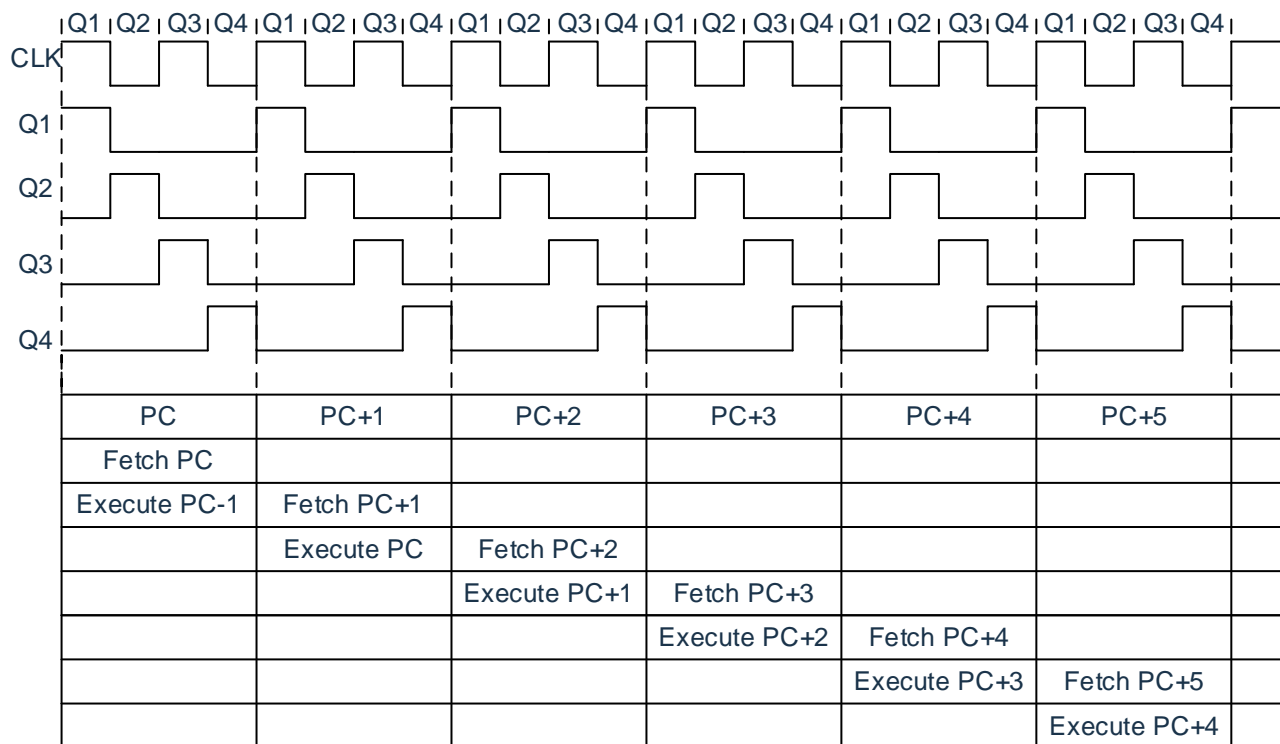 Q1 Q2 Q3 Q4 Q1 Q2 Q3 Q4 Q1 Q2 Q3 Q4 Q1 Q2 Q3 Q4 Q1 Q2 Q3 Q4 Q1 Q2 Q3 Q4
CLK
Q1
Q2
Q3
Q4
PC PC+1 PC+2 PC+3 PC+4 PC+5
Fetch PC
Execute PC-1 Fetch PC+1
Execute PC Fetch PC+2
Execute PC+1 Fetch PC+3
Execute PC+2 Fetch PC+4
Execute PC+3 Fetch PC+5
Execute PC+4